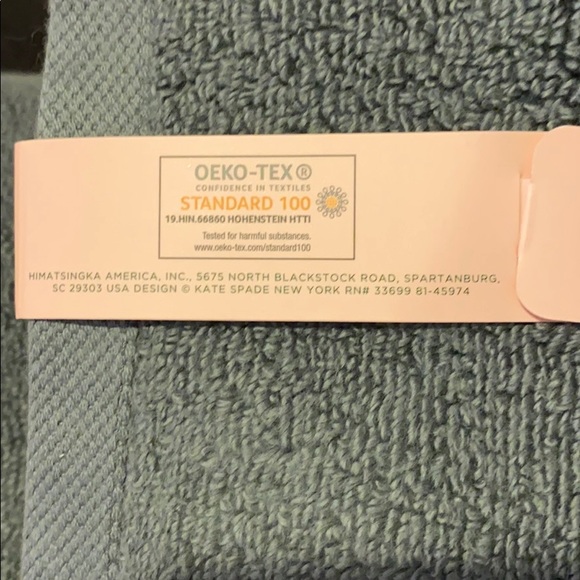 OEKO-TEX®
CONFIDENCE IN TEXTILES
STANDARD 100
19.HIN.66860 HOHENSTEIN HTTI
Tested for harmful substances.
www.oeko-tex.com/standard100
HIMATSINGKA AMERICA, INC., 5675 NORTH BLACKSTOCK ROAD, SPARTANBURG,
SC 29303 USA DESIGN © KATE SPADE NEW YORK RN# 33699 81-45974